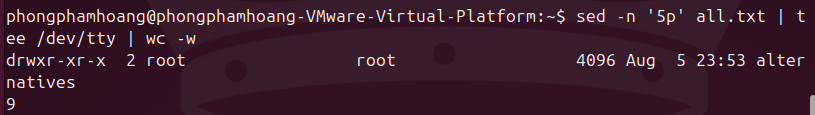 phongphamhoang@phongphamhoang-VMware-Virtual-Platform:~$ sed -n '5p' all.txt | t
ee /dev/tty | wc -w
drwxr-xr-x  2 root                   root                   4096 Aug  5 23:53 alter
natives
9